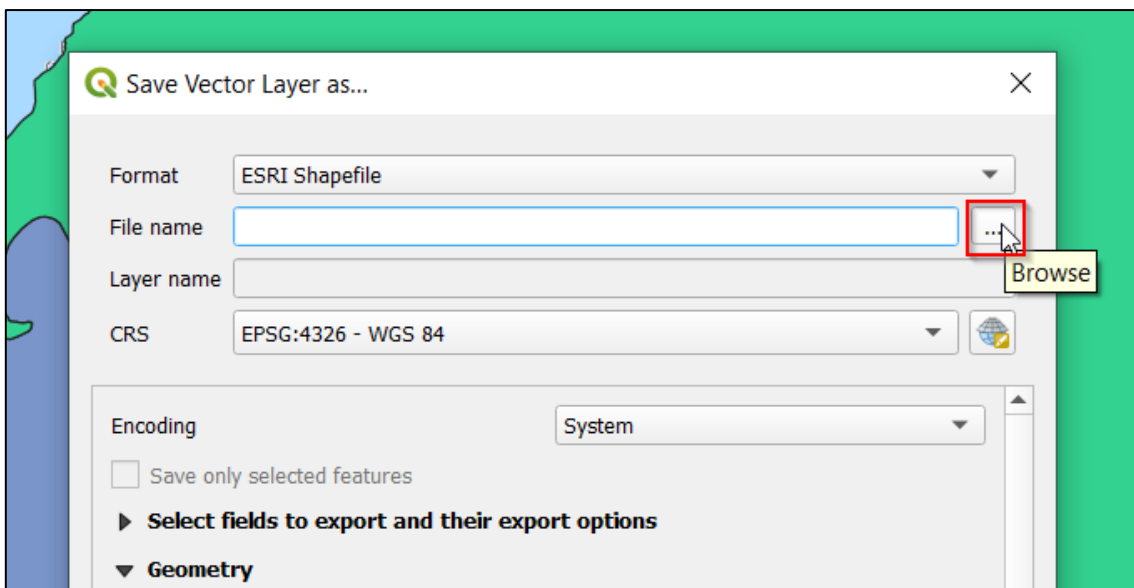 Save Vector Layer as...
Format ESRI Shapefile
File name ...
Browse
Layer name
CRS EPSG:4326 - WGS 84
Encoding System
Save only selected features
Select fields to export and their export options
Geometry